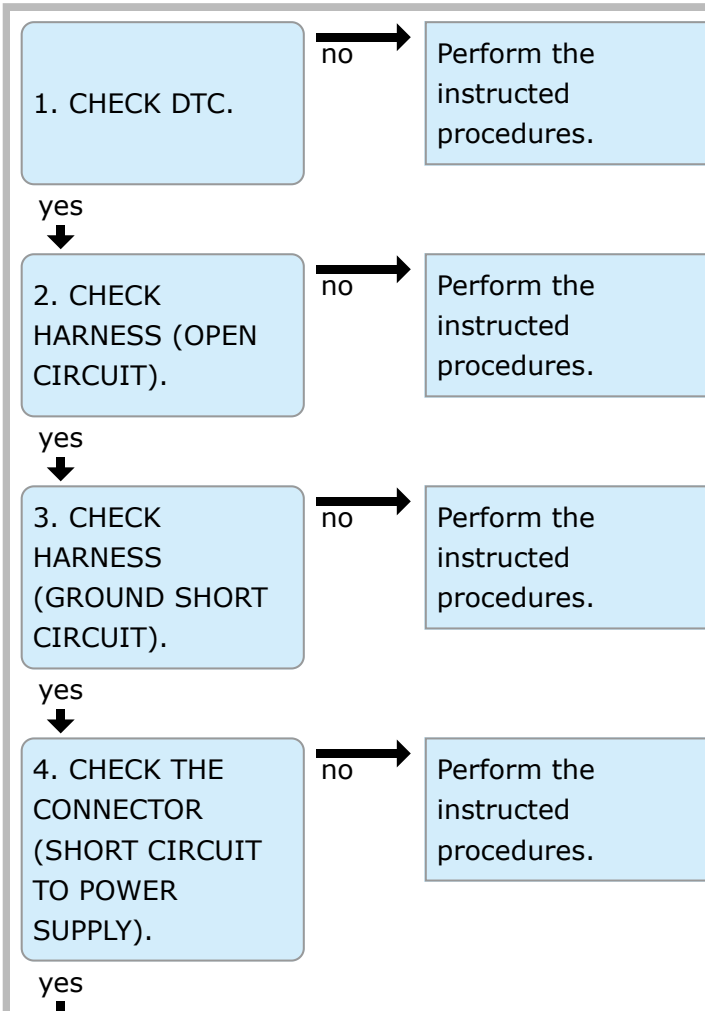 1. CHECK DTC.
no
Perform the
instructed
procedures.
yes
2. CHECK
HARNESS (OPEN
CIRCUIT).
no
Perform the
instructed
procedures.
yes
3. CHECK
HARNESS
(GROUND SHORT
CIRCUIT).
no
Perform the
instructed
procedures.
yes
4. CHECK THE
CONNECTOR
(SHORT CIRCUIT
TO POWER
SUPPLY).
no
Perform the
instructed
procedures.
yes